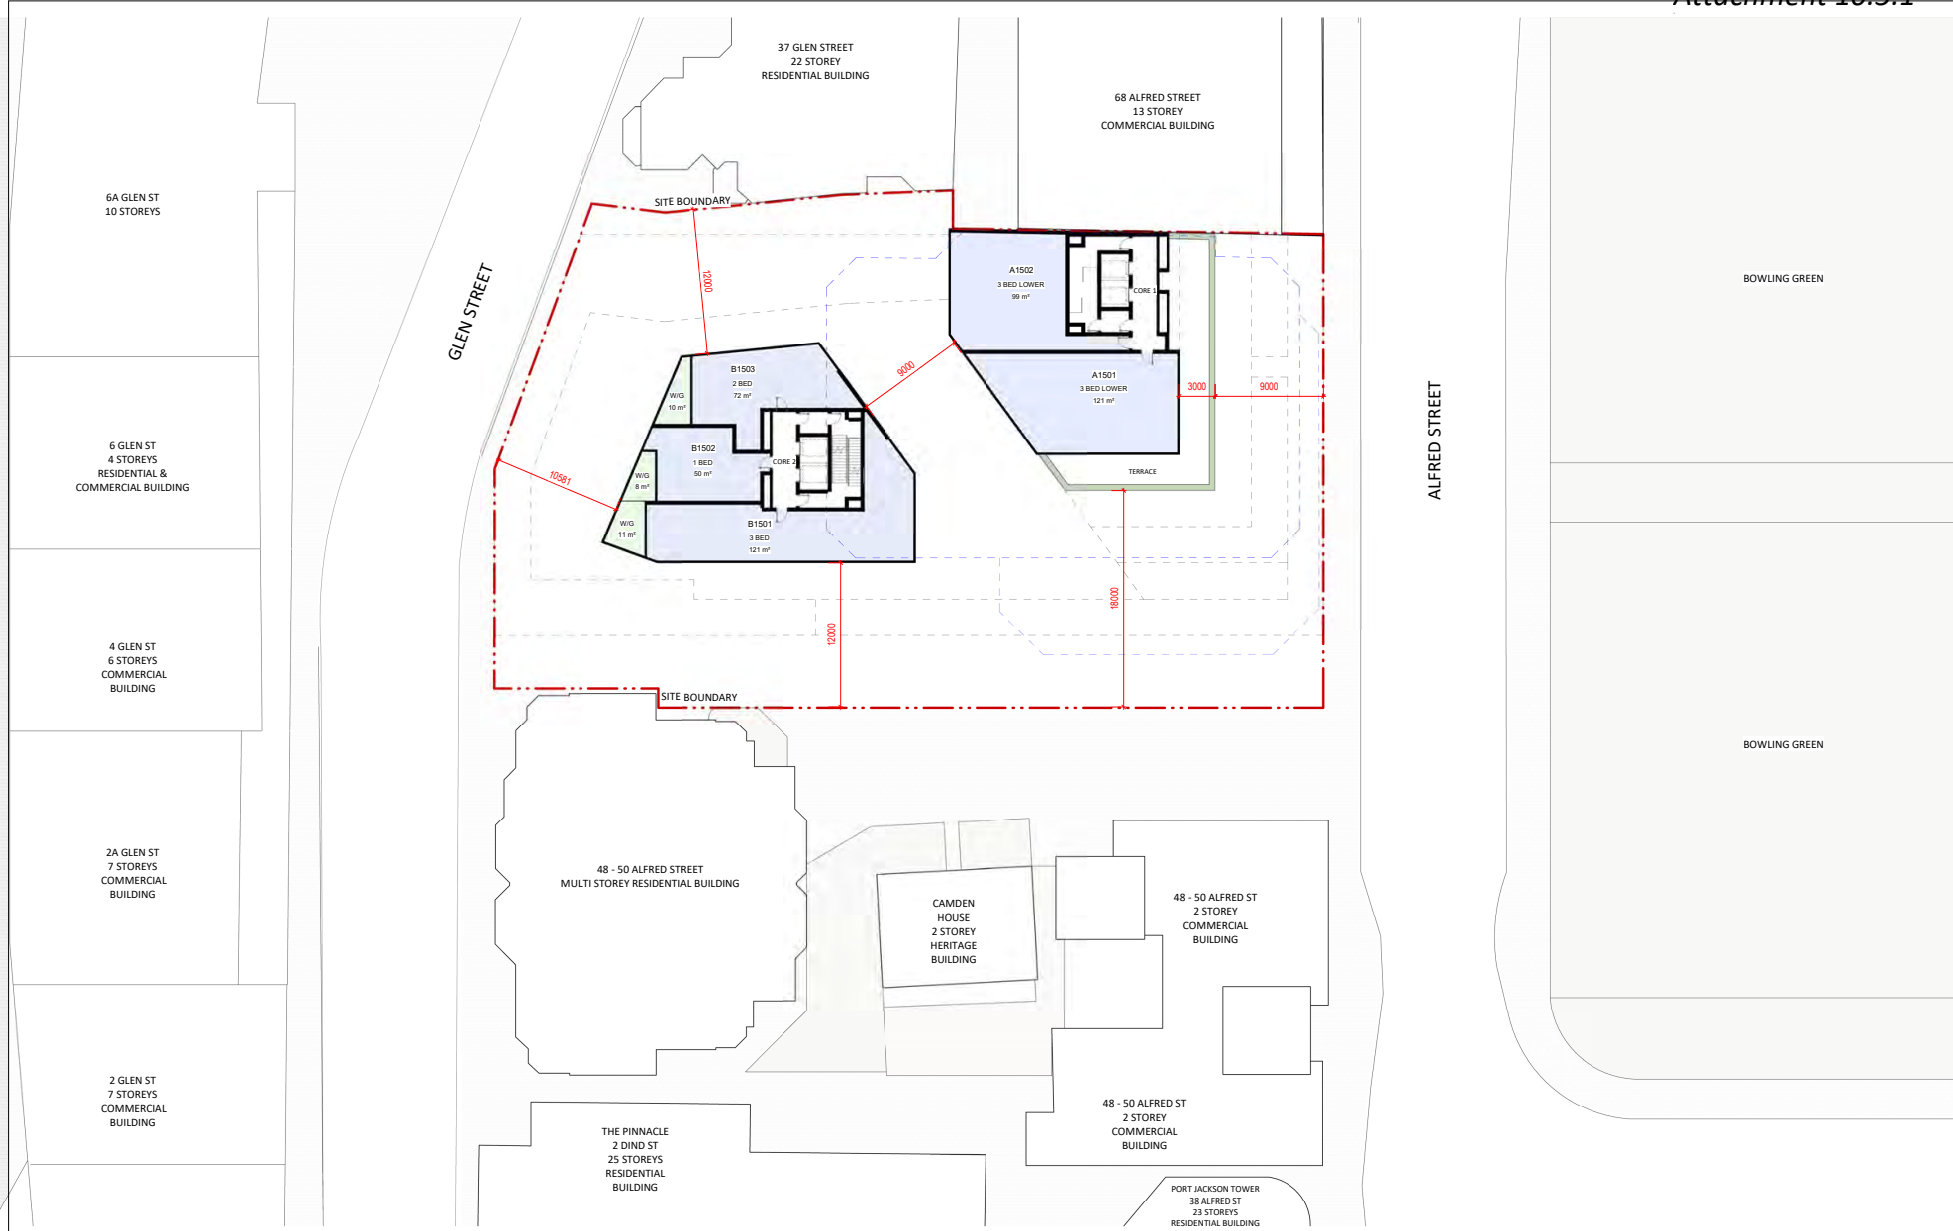 Attachment 10.3.1
37 GLEN STREET
22 STOREY
RESIDENTIAL BUILDING
68 ALFRED STREET
13 STOREY
COMMERCIAL BUILDING
6A GLEN ST
10 STOREYS
SITE BOUNDARY
GLEN STREET
12000
A1502
3 BED LOWER
99 m²
CORE 1
BOWLING GREEN
9000
B1503
2 BED
72 m²
W/G
10 m²
A1501
3 BED LOWER
121 m²
3000
9000
ALFRED STREET
6 GLEN ST
4 STOREYS
RESIDENTIAL &
COMMERCIAL BUILDING
B1502
1 BED
50 m²
CORE 2
W/G
8 m²
10581
TERRACE
W/G
11 m²
B1501
3 BED
121 m²
12000
18000
4 GLEN ST
6 STOREYS
COMMERCIAL
BUILDING
SITE BOUNDARY
BOWLING GREEN
2A GLEN ST
7 STOREYS
COMMERCIAL
BUILDING
48 - 50 ALFRED STREET
MULTI STOREY RESIDENTIAL BUILDING
CAMDEN
HOUSE
2 STOREY
HERITAGE
BUILDING
48 - 50 ALFRED ST
2 STOREY
COMMERCIAL
BUILDING
2 GLEN ST
7 STOREYS
COMMERCIAL
BUILDING
THE PINNACLE
2 DIND ST
25 STOREYS
RESIDENTIAL
BUILDING
48 - 50 ALFRED ST
2 STOREY
COMMERCIAL
BUILDING
PORT JACKSON TOWER
38 ALFRED ST
23 STOREYS
RESIDENTIAL BUILDING